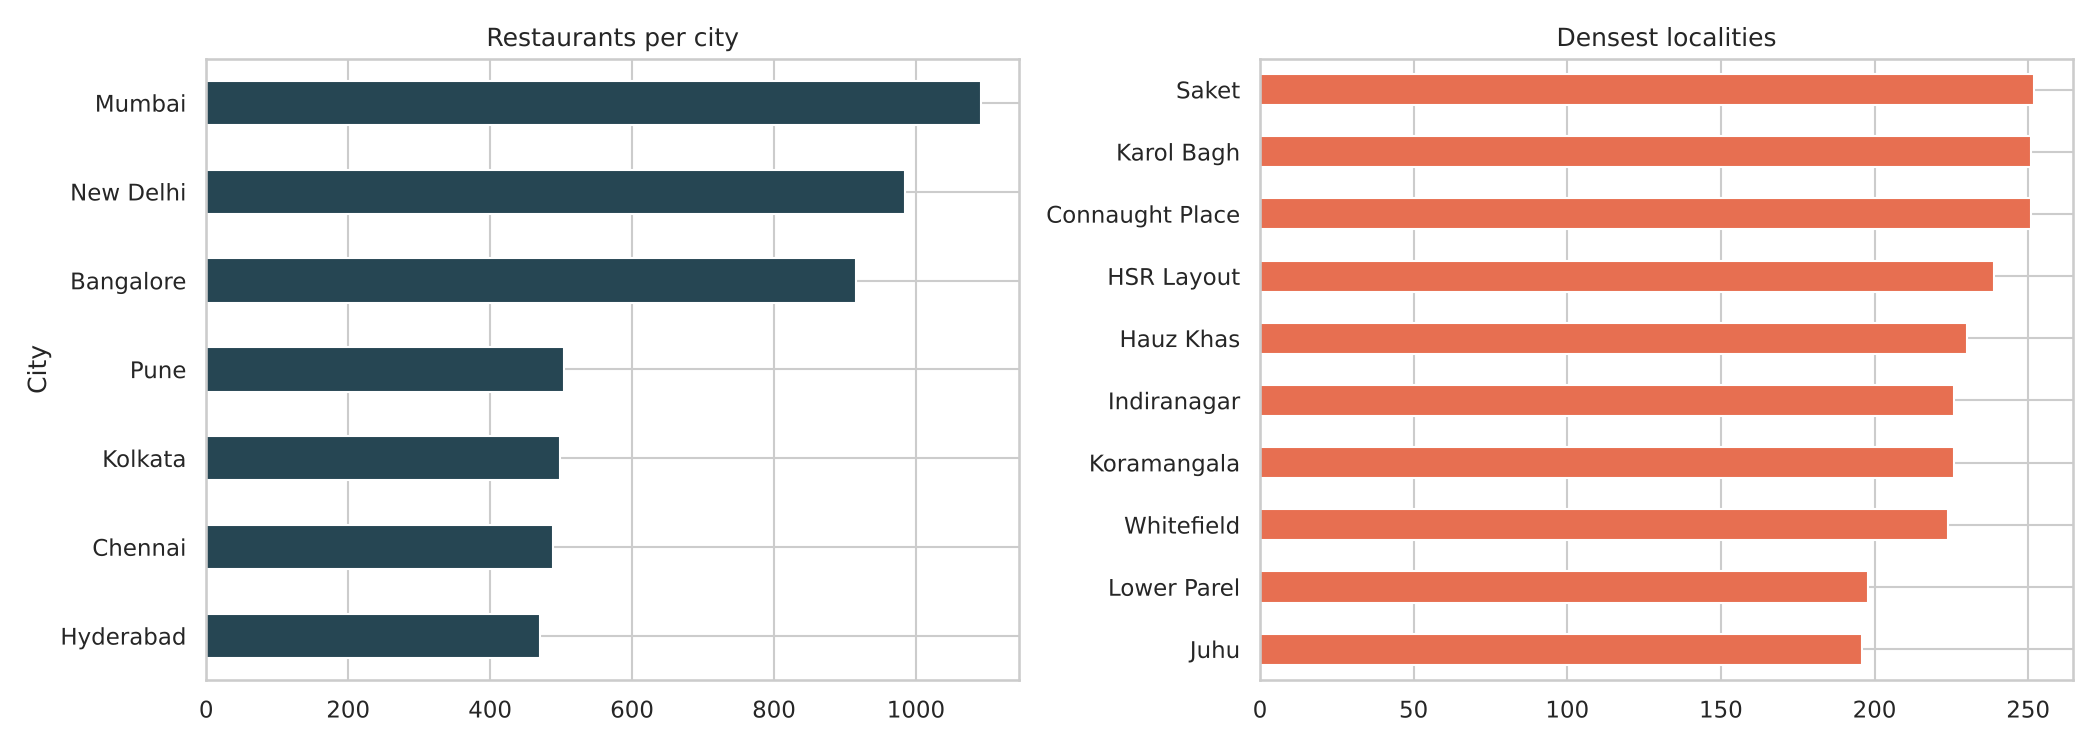 Restaurants per city
City
Mumbai
New Delhi
Bangalore
Pune
Kolkata
Chennai
Hyderabad
0 200 400 600 800 1000
Densest localities
Saket
Karol Bagh
Connaught Place
HSR Layout
Hauz Khas
Indiranagar
Koramangala
Whitefield
Lower Parel
Juhu
0 50 100 150 200 250